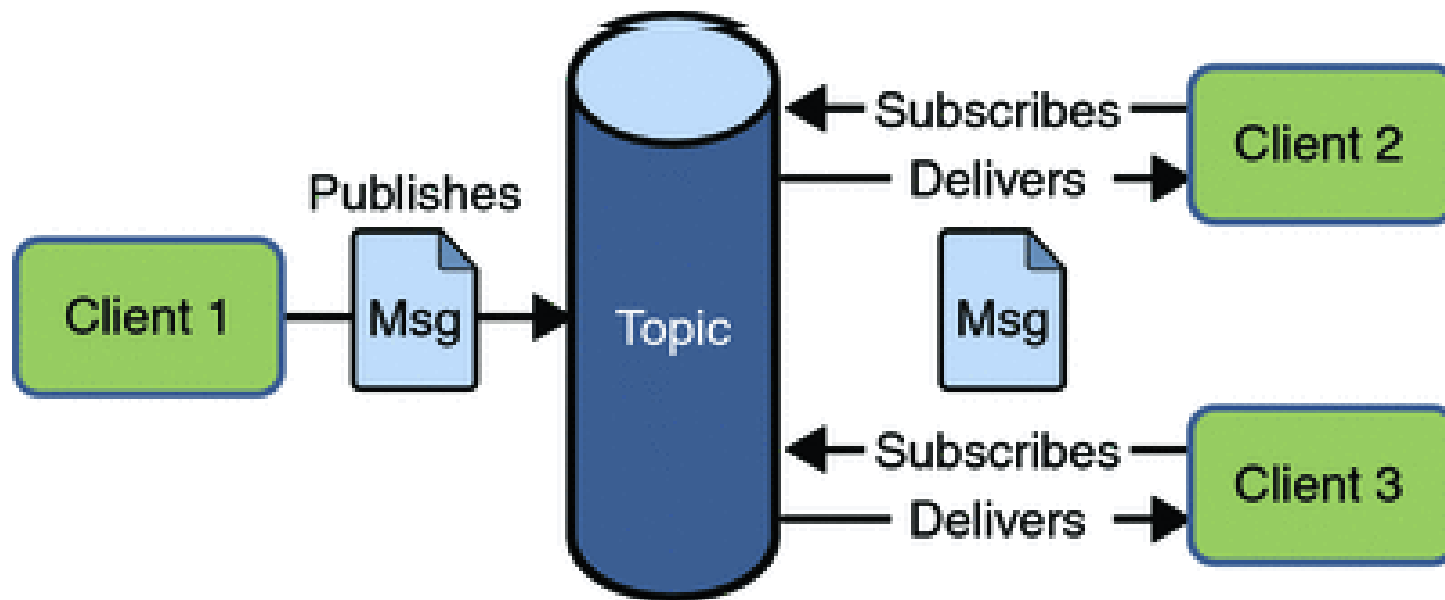 Publishes
Client 1
Msg
Topic
Subscribes
Delivers
Client 2
Msg
Subscribes
Delivers
Client 3